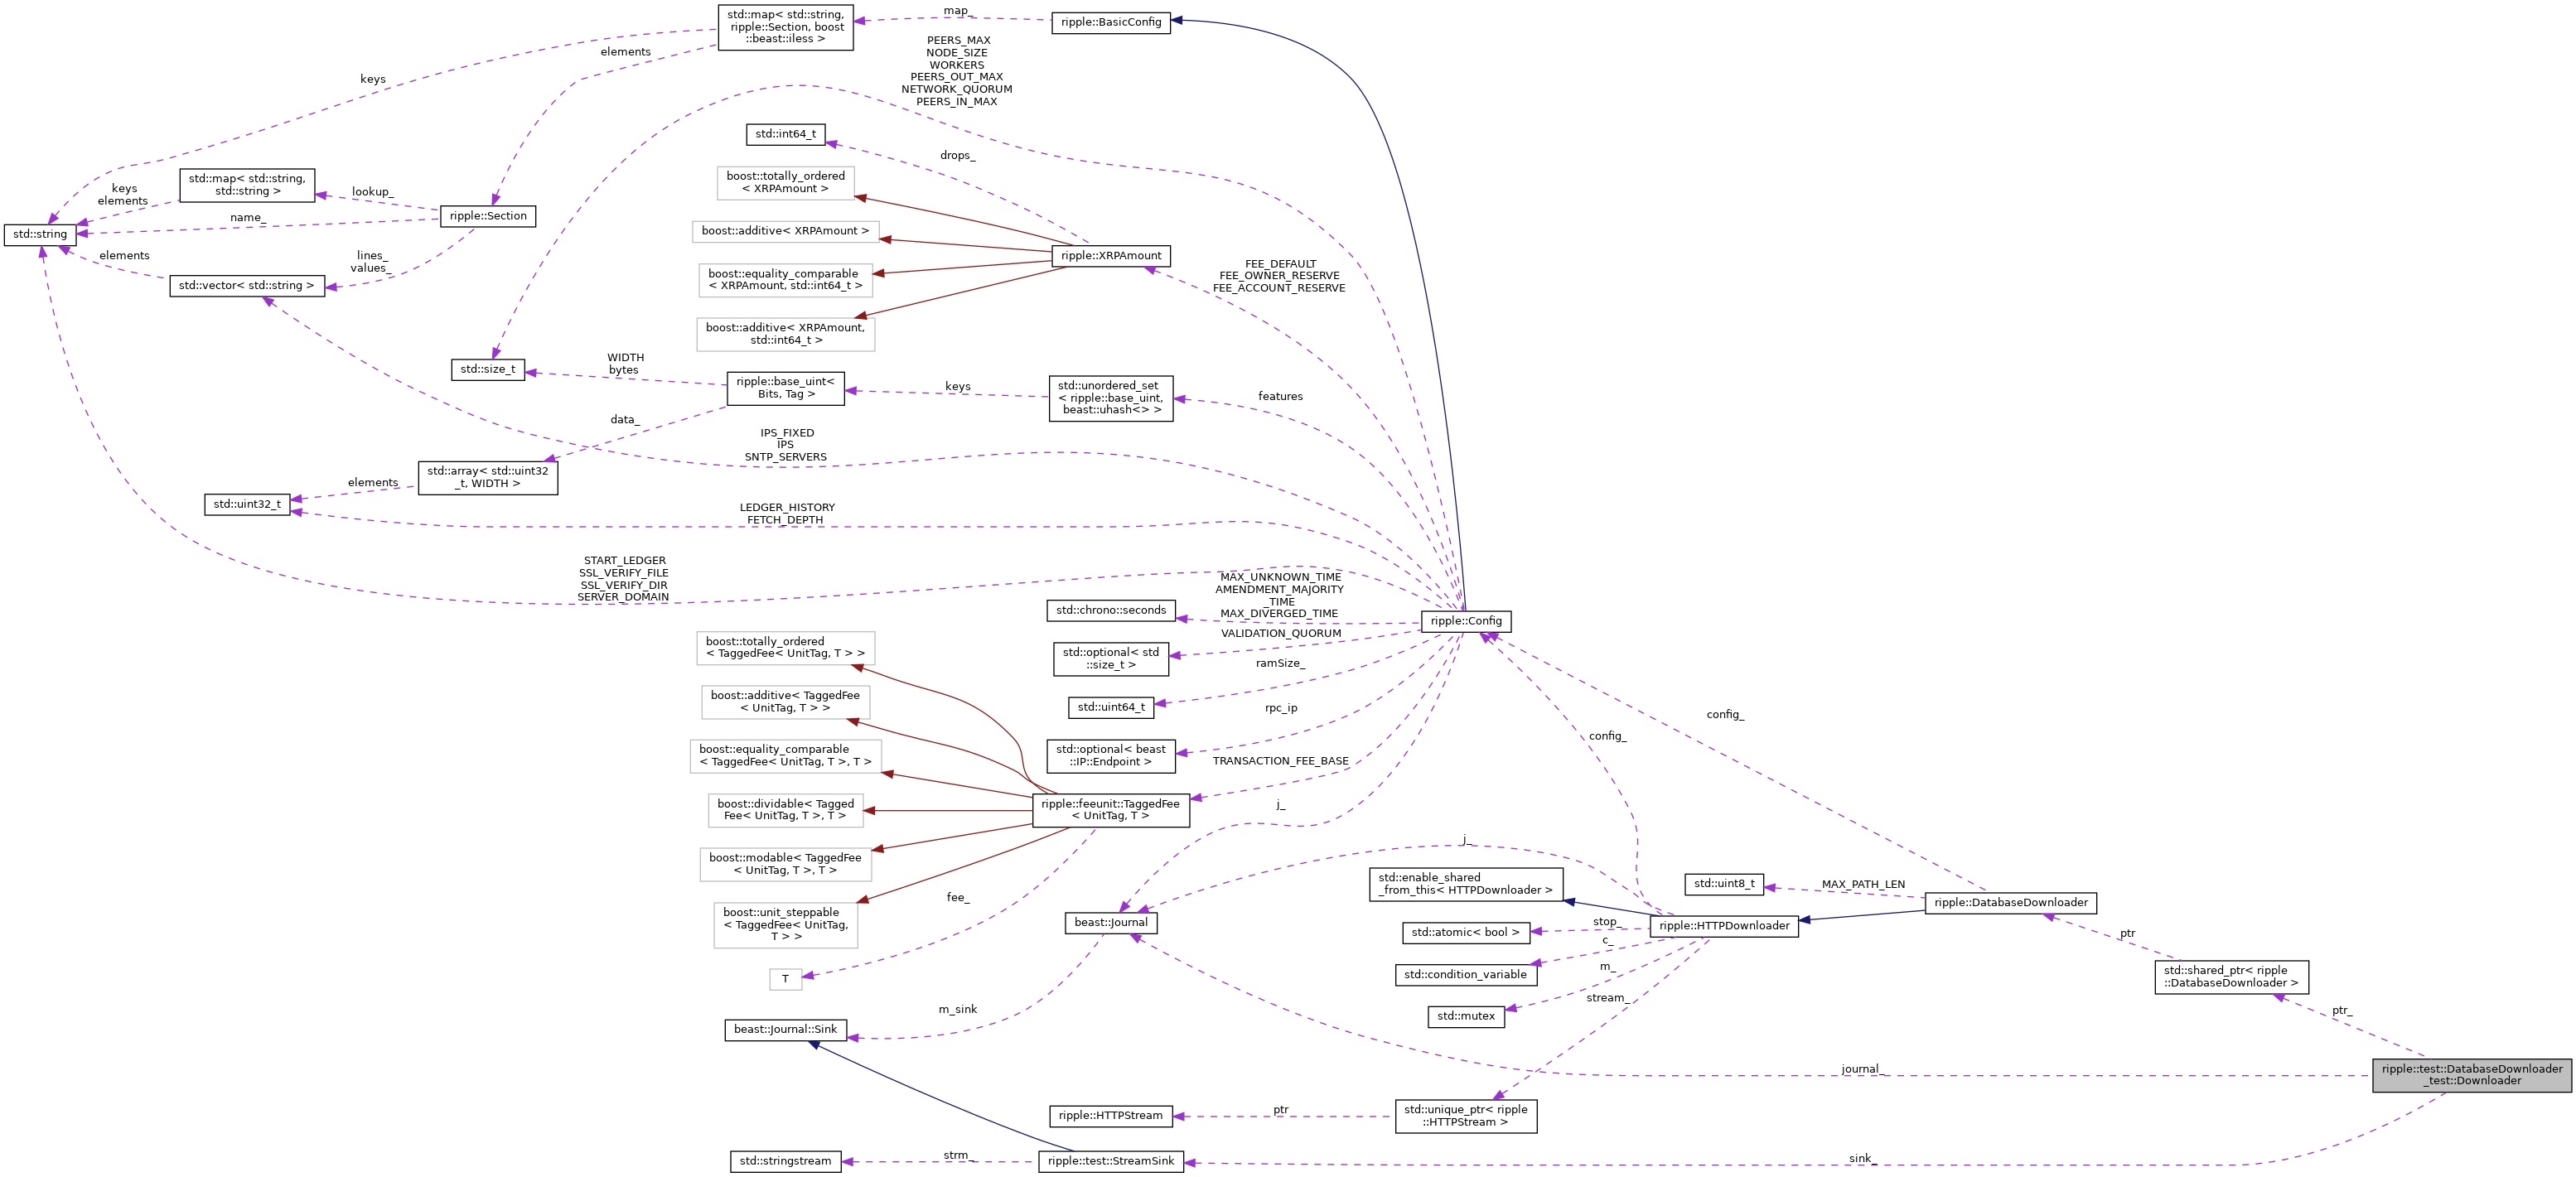 std::map< std::string,
ripple::Section, boost
::beast::iless >
map_
ripple::BasicConfig
elements
keys
PEERS_MAX
NODE_SIZE
WORKERS
PEERS_OUT_MAX
NETWORK_QUORUM
PEERS_IN_MAX
std::int64_t
drops_
boost::totally_ordered
< XRPAmount >
std::map< std::string,
std::string >
keys
elements
lookup_
ripple::Section
name_
std::string
boost::additive< XRPAmount >
ripple::XRPAmount
elements
lines_
values_
std::vector< std::string >
boost::equality_comparable
< XRPAmount, std::int64_t >
FEE_DEFAULT
FEE_OWNER_RESERVE
FEE_ACCOUNT_RESERVE
boost::additive< XRPAmount,
std::int64_t >
std::size_t
WIDTH
bytes
ripple::base_uint<
Bits, Tag >
keys
std::unordered_set
< ripple::base_uint,
beast::uhash<> >
features
data_
IPS_FIXED
IPS
SNTP_SERVERS
std::array< std::uint32
_t, WIDTH >
elements
std::uint32_t
LEDGER_HISTORY
FETCH_DEPTH
START_LEDGER
SSL_VERIFY_FILE
SSL_VERIFY_DIR
SERVER_DOMAIN
MAX_UNKNOWN_TIME
AMENDMENT_MAJORITY
_TIME
MAX_DIVERGED_TIME
std::chrono::seconds
ripple::Config
VALIDATION_QUORUM
std::optional< std
::size_t >
ramSize_
std::uint64_t
rpc_ip
std::optional< beast
::IP::Endpoint >
TRANSACTION_FEE_BASE
boost::totally_ordered
< TaggedFee< UnitTag, T > >
boost::additive< TaggedFee
< UnitTag, T > >
boost::equality_comparable
< TaggedFee< UnitTag, T >, T >
boost::dividable< Tagged
Fee< UnitTag, T >, T >
ripple::feeunit::TaggedFee
< UnitTag, T >
boost::modable< TaggedFee
< UnitTag, T >, T >
boost::unit_steppable
< TaggedFee< UnitTag,
T > >
fee_
T
j_
config_
config_
j_
std::enable_shared
_from_this< HTTPDownloader >
std::uint8_t
MAX_PATH_LEN
ripple::DatabaseDownloader
beast::Journal
stop_
ripple::HTTPDownloader
std::atomic< bool >
c_
std::condition_variable
m_
std::mutex
stream_
ptr
std::shared_ptr< ripple
::DatabaseDownloader >
ptr_
m_sink
beast::Journal::Sink
journal_
ripple::test::DatabaseDownloader
_test::Downloader
ripple::HTTPStream
ptr
std::unique_ptr< ripple
::HTTPStream >
std::stringstream
strm_
ripple::test::StreamSink
sink_